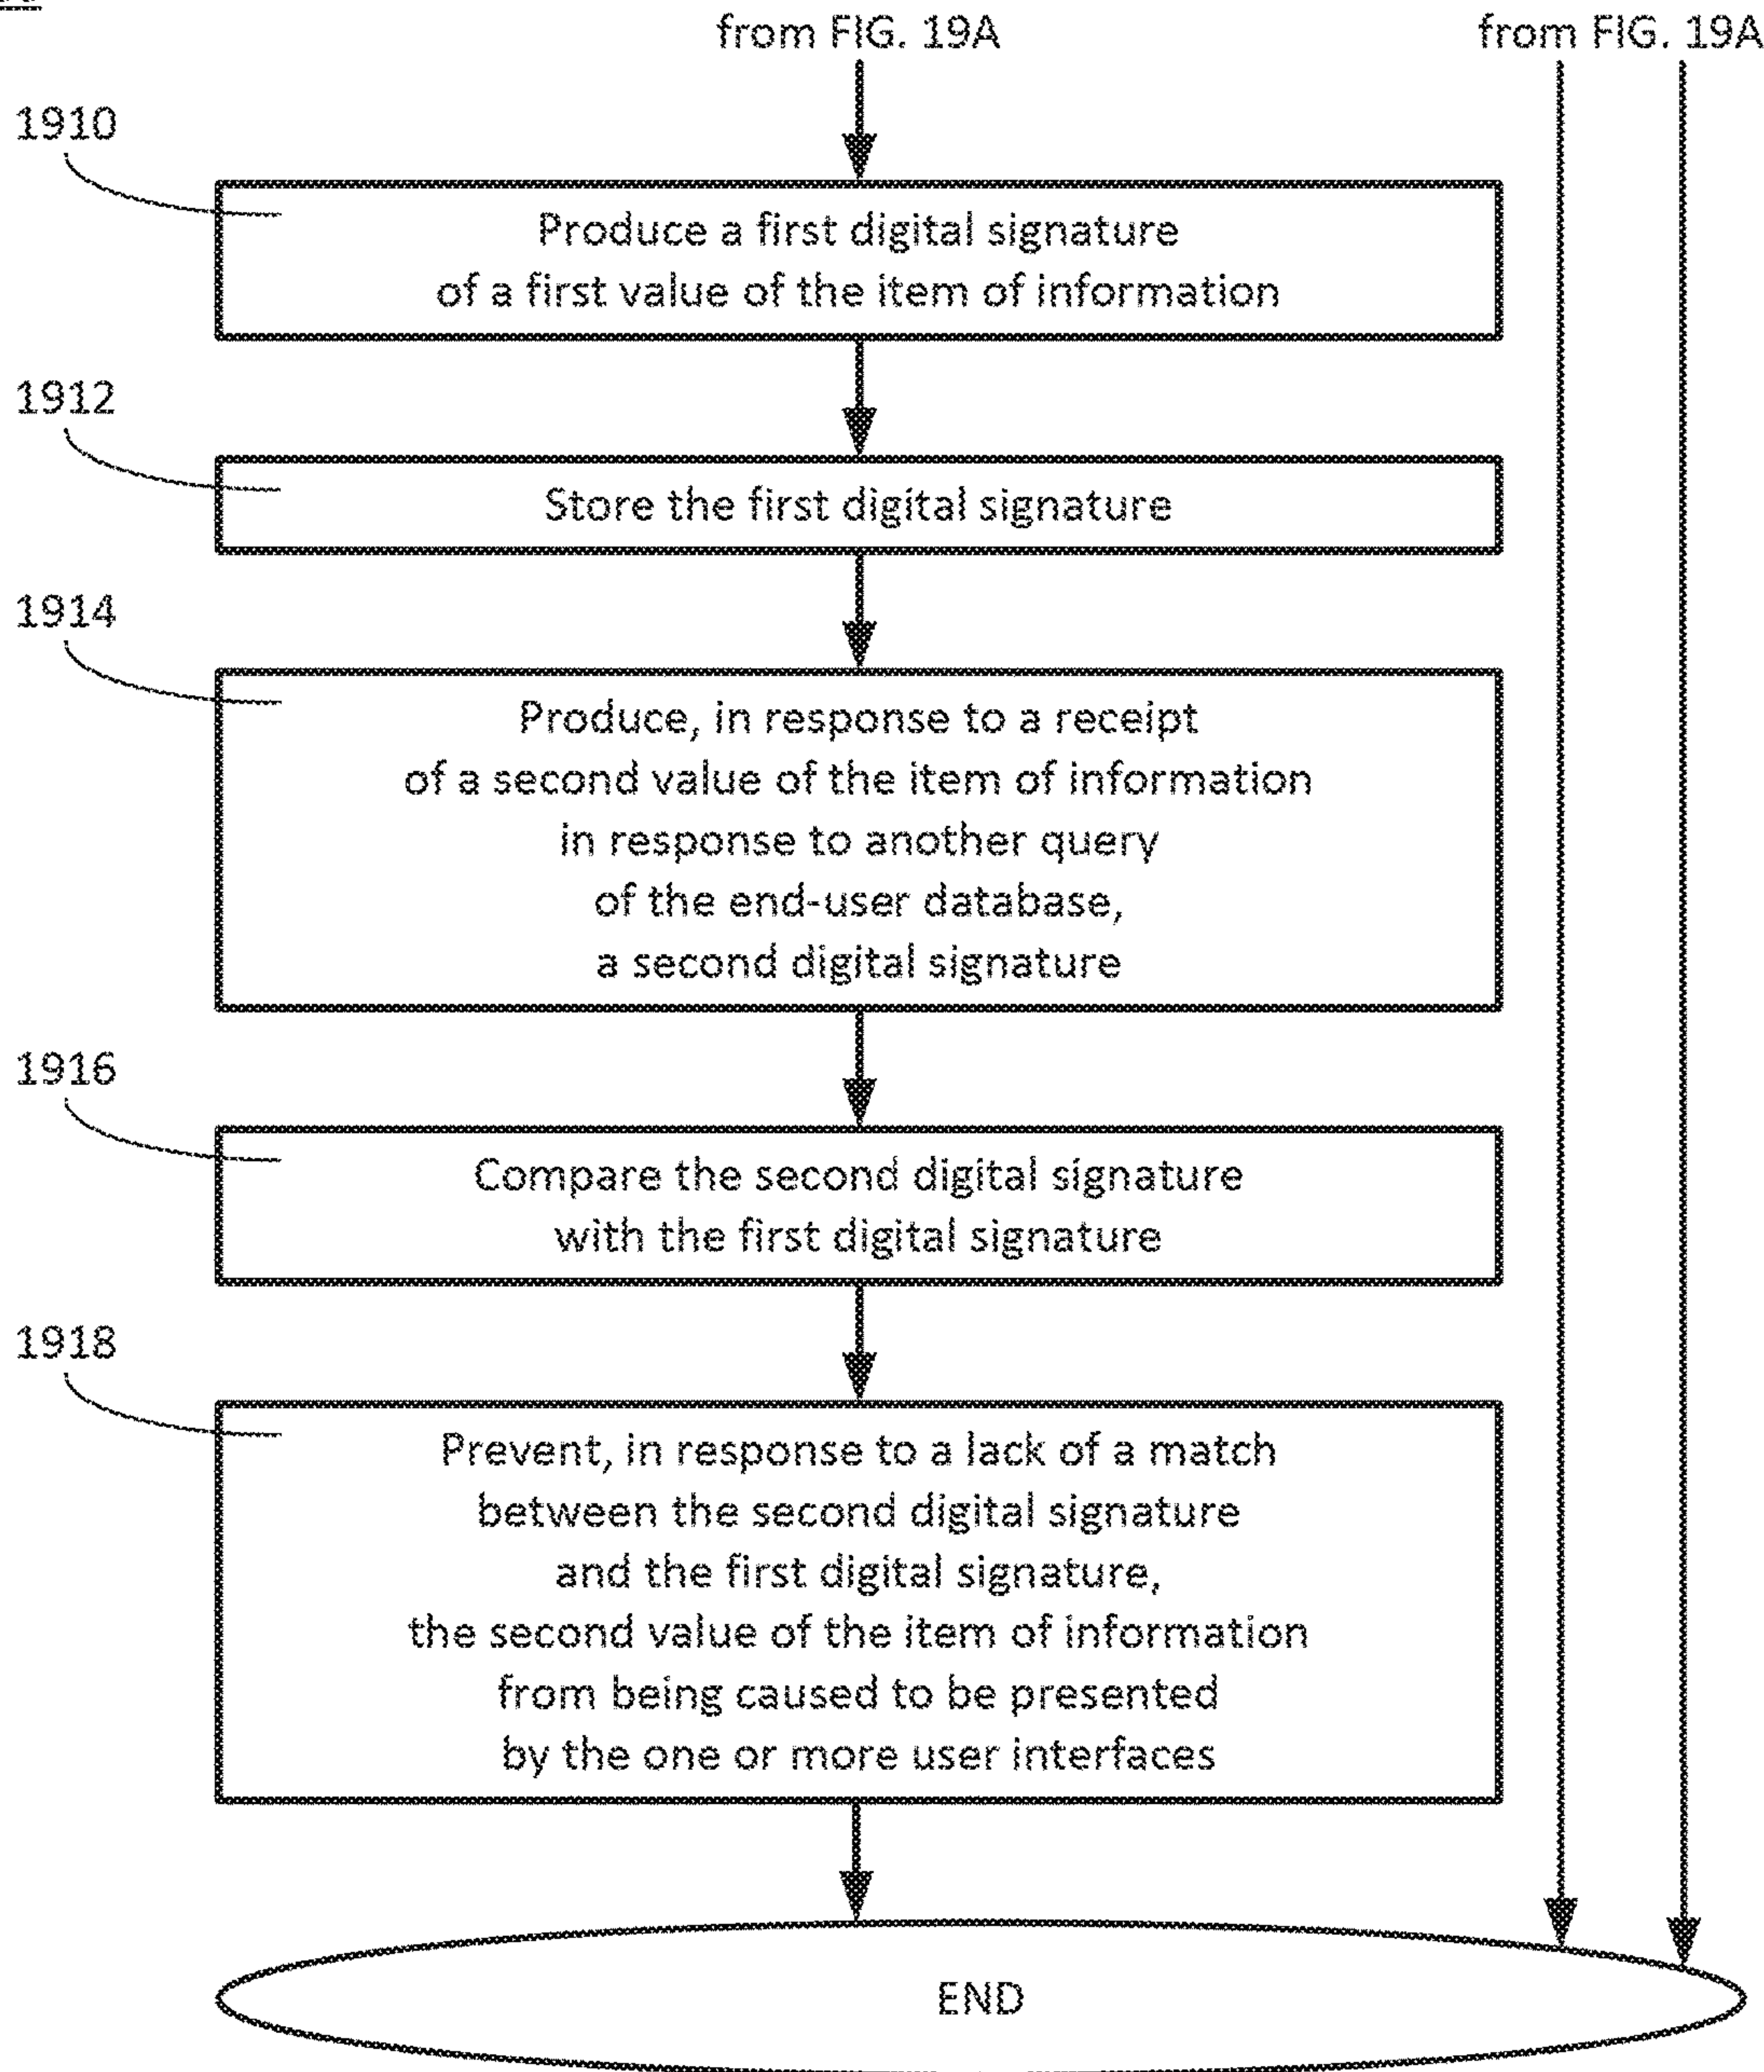 from FIG. 19A
from FIG. 19A
1910
Produce a first digital signature
of a first value of the item of information
1912
Store the first digital signature
1914
Produce, in response to a receipt
of a second value of the item of information
in response to another query
of the end-user database,
a second digital signature
1916
Compare the second digital signature
with the first digital signature
1918
Prevent, in response to a lack of a match
between the second digital signature
and the first digital signature,
the second value of the item of information
from being caused to be presented
by the one or more user interfaces
END